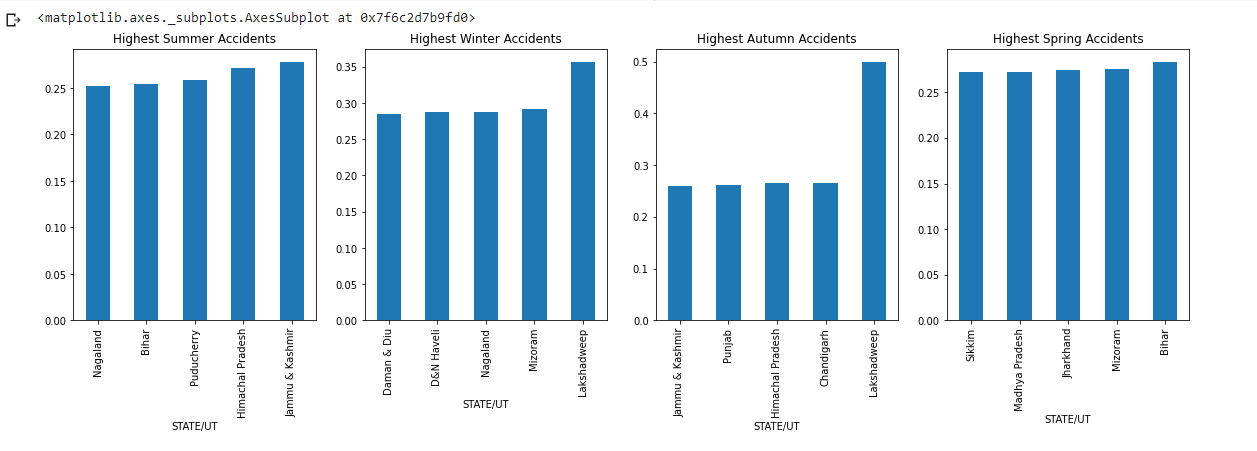 <matplotlib.axes._subplots.AxesSubplot at 0x7f6c2d7b9fd0>
Highest Summer Accidents
0.25
0.20
0.15
0.10
0.05
0.00
Nagaland
Bihar
Puducherry
Himachal Pradesh
Jammu & Kashmir
STATE/UT
Highest Winter Accidents
0.35
0.30
0.25
0.20
0.15
0.10
0.05
0.00
Daman & Diu
D&N Haveli
Nagaland
Mizoram
Lakshadweep
STATE/UT
Highest Autumn Accidents
0.5
0.4
0.3
0.2
0.1
0.0
Jammu & Kashmir
Punjab
Himachal Pradesh
Chandigarh
Lakshadweep
STATE/UT
Highest Spring Accidents
0.25
0.20
0.15
0.10
0.05
0.00
Sikkim
Madhya Pradesh
Jharkhand
Mizoram
Bihar
STATE/UT